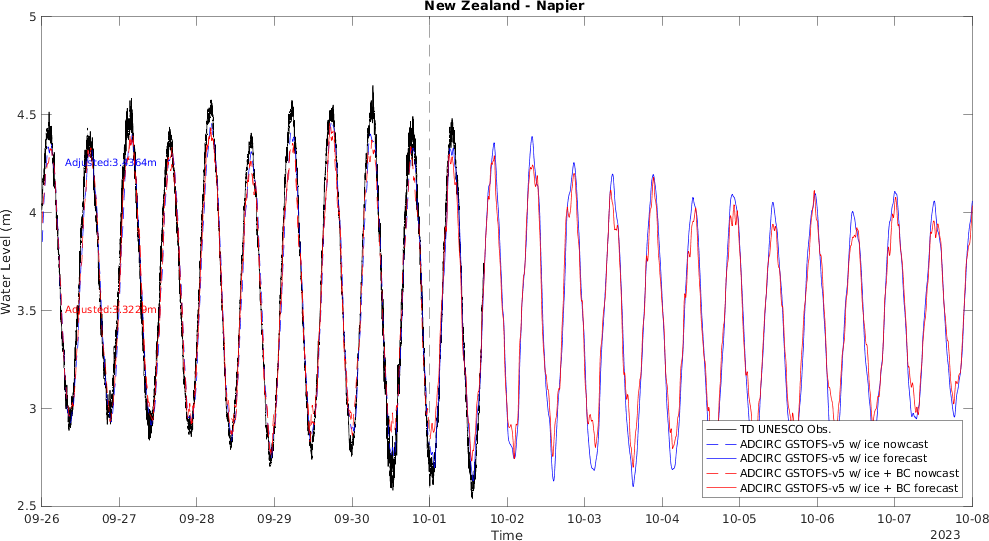 New Zealand - Napier
Water Level (m)
5
4.5
4
3.5
3
2.5
Adjusted:3.3229m
09-26
09-27
09-28
09-29
09-30
10-01
10-02
10-03
10-04
10-05
10-06
10-07
10-08
Time
2023
TD UNESCO Obs.
ADCIRC GSTOFS-v5 w/ ice nowcast
ADCIRC GSTOFS-v5 w/ ice forecast
ADCIRC GSTOFS-v5 w/ ice + BC nowcast
ADCIRC GSTOFS-v5 w/ ice + BC forecast